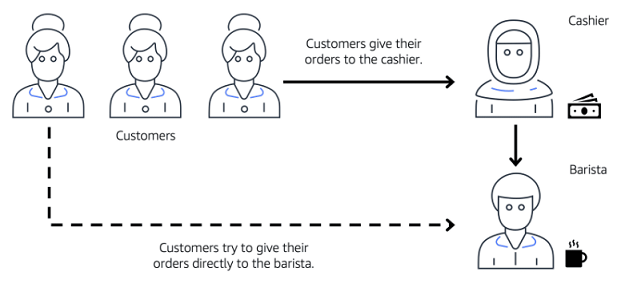 Cashier
Customers give their
orders to the cashier.
Customers
Barista
Customers try to give their
orders directly to the barista.